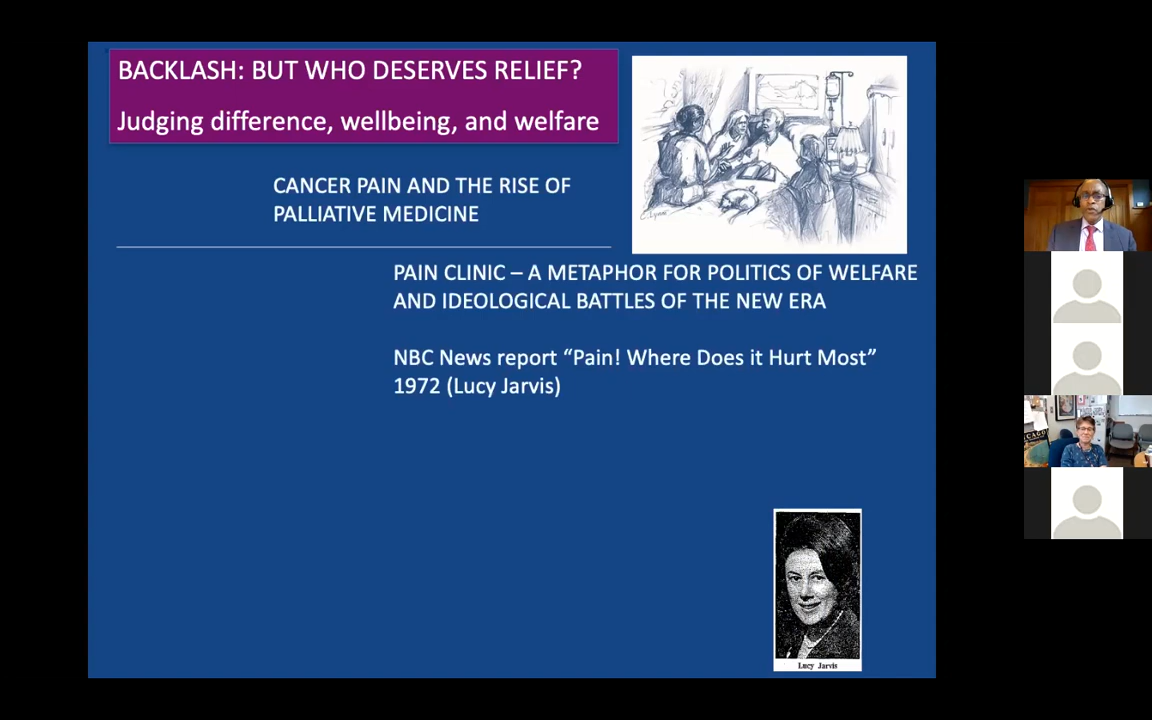 BACKLASH: BUT WHO DESERVES RELIEF?
Judging difference, wellbeing, and welfare
CANCER PAIN AND THE RISE OF
PALLIATIVE MEDICINE
C. Lynn
PAIN CLINIC – A METAPHOR FOR POLITICS OF WELFARE
AND IDEOLOGICAL BATTLES OF THE NEW ERA
NBC News report “Pain! Where Does it Hurt Most”
1972 (Lucy Jarvis)
Lucy Jarvis